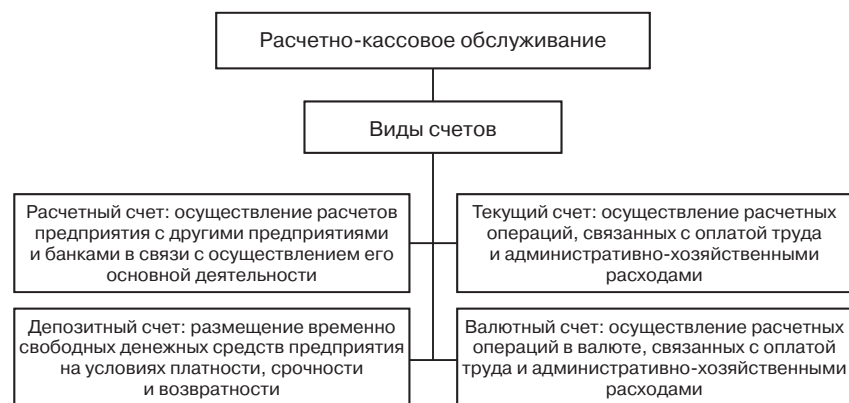 Расчетно-кассовое обслуживание
Виды счетов
Расчетный счет: осуществление расчетов
предприятия с другими предприятиями
и банками в связи с осуществлением его
основной деятельности
Текущий счет: осуществление расчетных
операций, связанных с оплатой труда
и административно-хозяйственными
расходами
Депозитный счет: размещение временно
свободных денежных средств предприятия
на условиях платности, срочности
и возвратности
Валютный счет: осуществление расчетных
операций в валюте, связанных с оплатой
труда и административно-хозяйственными
расходами